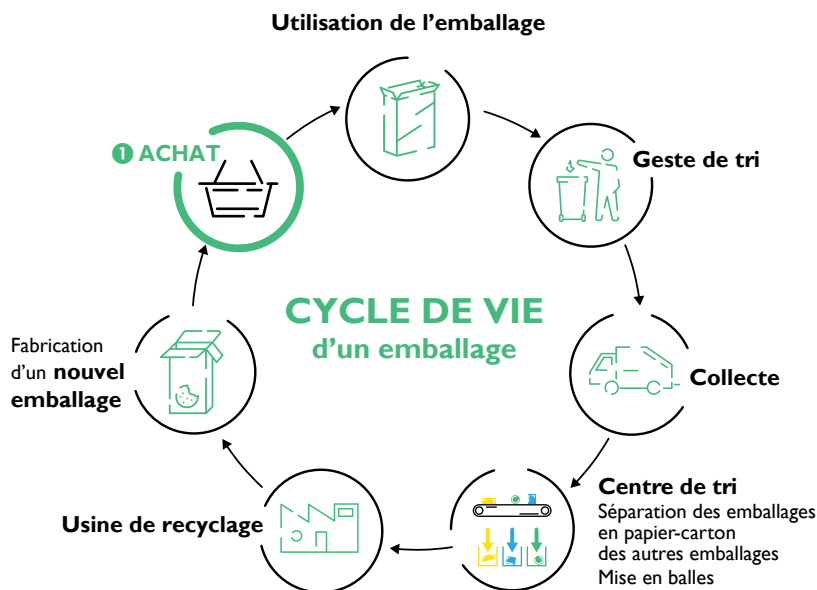 Utilisation de l’emballage
❶ ACHAT
Geste de tri
CYCLE DE VIE
d’un emballage
Fabrication
d’un nouvel
emballage
Collecte
Centre de tri
Séparation des emballages
en papier-carton
des autres emballages
Mise en balles
Usine de recyclage